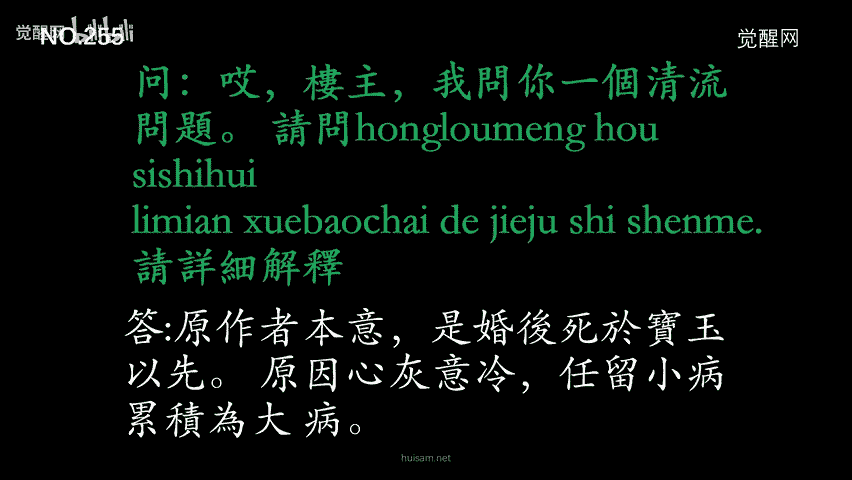 觉醒网 bilibili
NO.255
觉醒网
问：哎，樓主，我問你一個清流
問題。 請問hongloumeng hou
sishihui
limian xuebaochai de jieju shi shenme.
請詳細解釋
答:原作者本意，是婚後死於寶玉
以先。 原因心灰意冷，任留小病
累積為大 病。
huisam.net